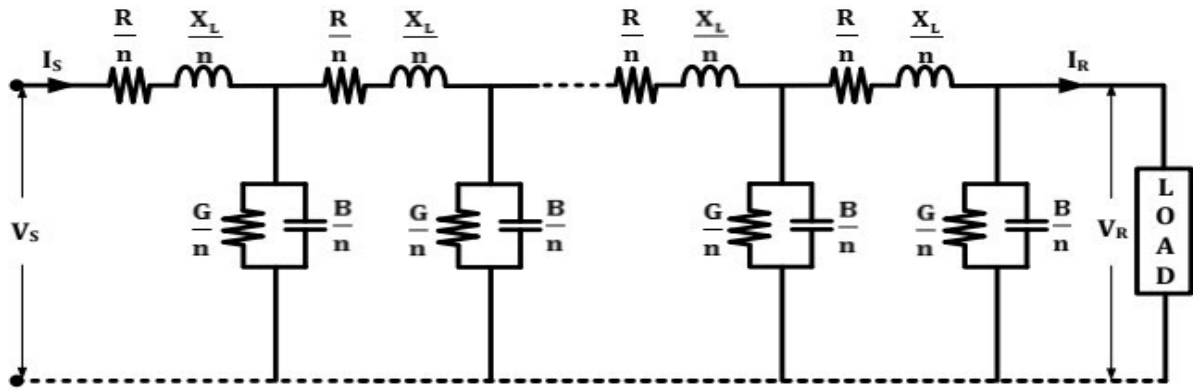 R/n X_L/n R/n X_L/n R/n X_L/n R/n X_L/n
I_S I_R
G/n B/n G/n B/n G/n B/n G/n B/n
V_S V_R
L
O
A
D